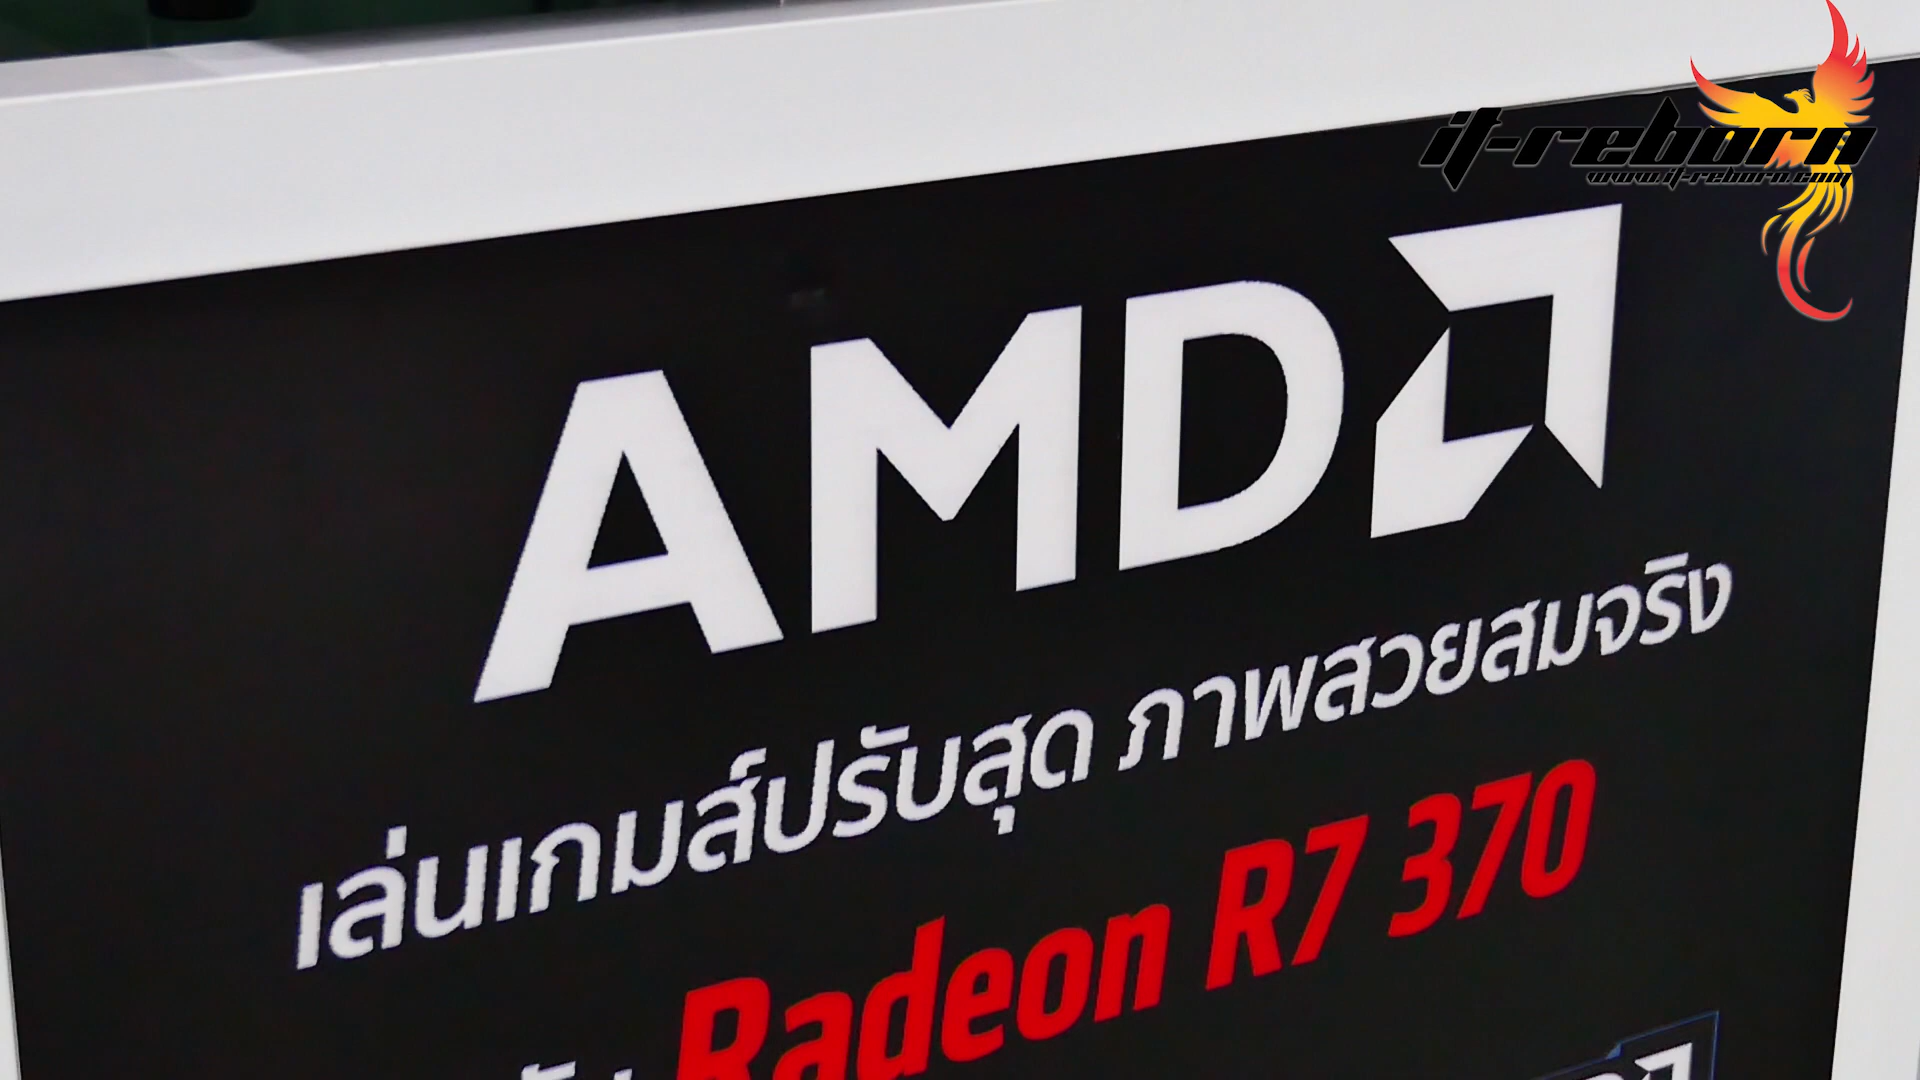 it-reborn
www.it-reborn.com
AMD
เล่นเกมส์ปรับสุด ภาพสวยสมจริง
Radeon R7 370